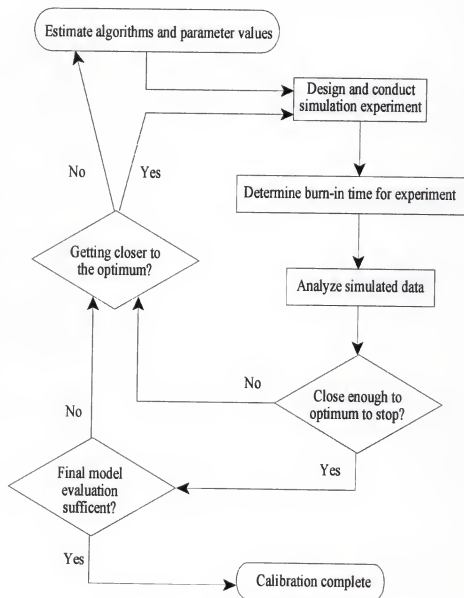 Estimate algorithms and parameter values
Design and conduct
simulation experiment
No
Yes
Determine burn-in time for experiment
Getting closer to
the optimum?
Analyze simulated data
No
Close enough to
optimum to stop?
No
Yes
Final model
evaluation
sufficent?
Yes
Calibration complete